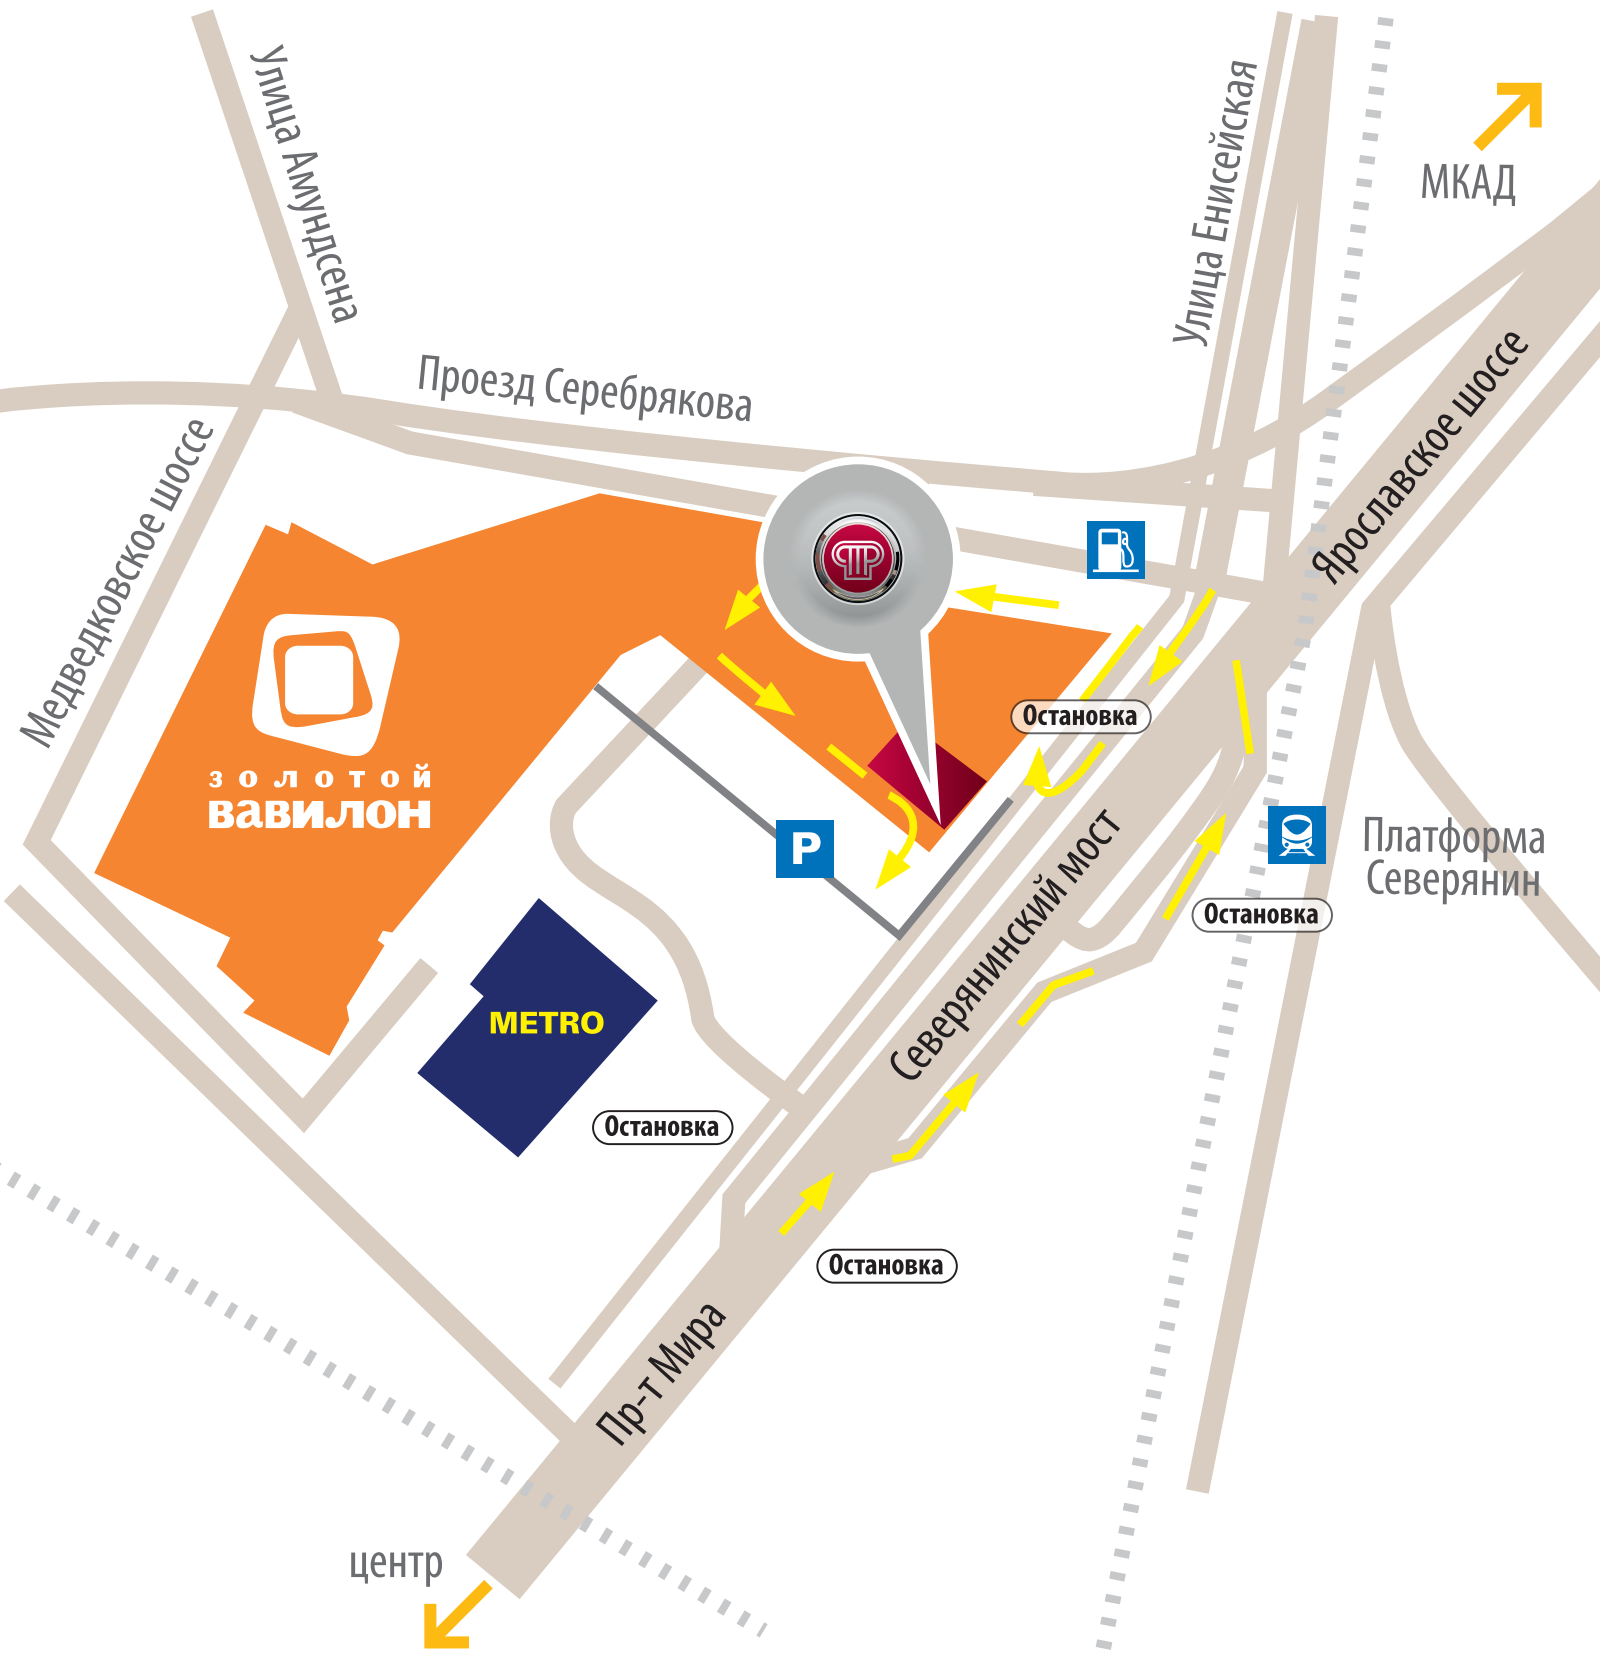 Улица Амундсена
Улица Енисейская
МКАД
Проезд Серебрякова
Ярославское шоссе
Медведковское шоссе
Остановка
золотой
вавилон
P
Платформа
Северянин
Остановка
Северянинский мост
METRO
Остановка
Остановка
Пр-т Мира
центр